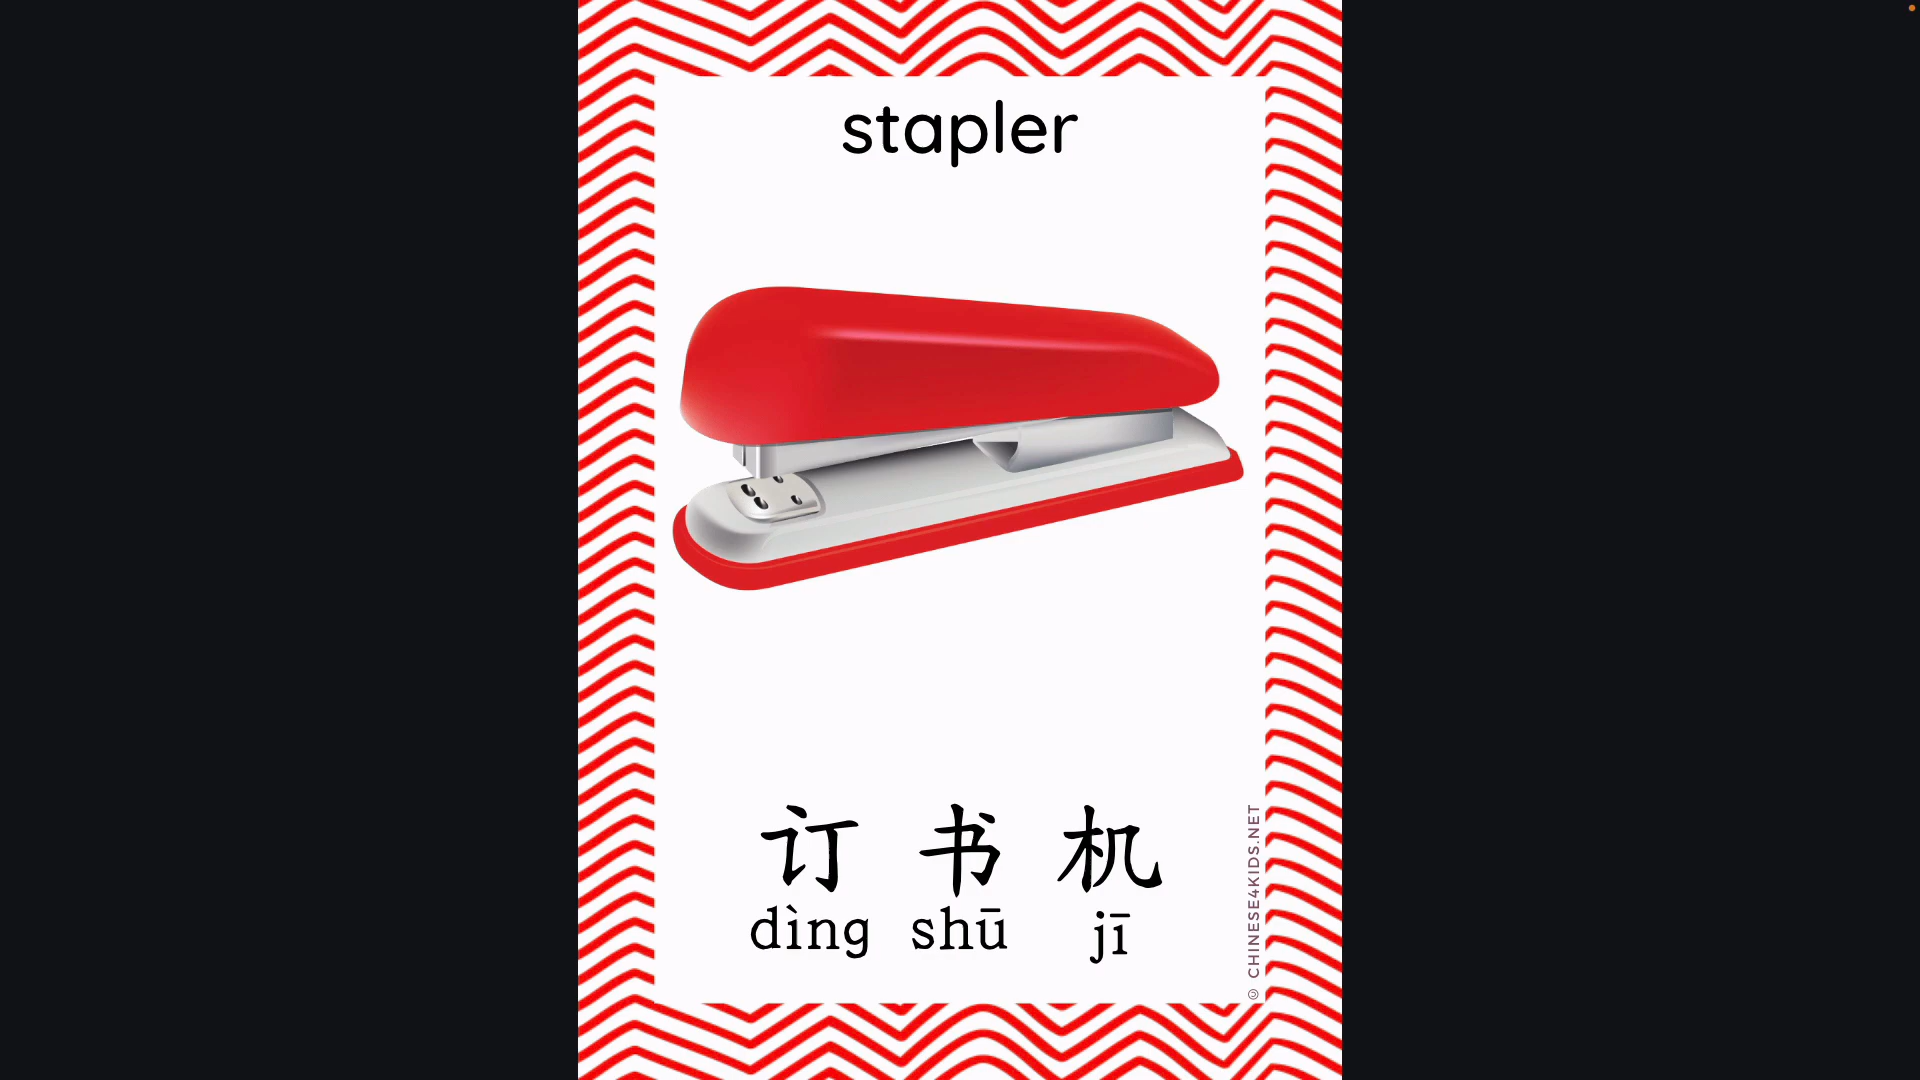 stapler
订 书 机
dìng shū jī
© CHINESE4KIDS.NET